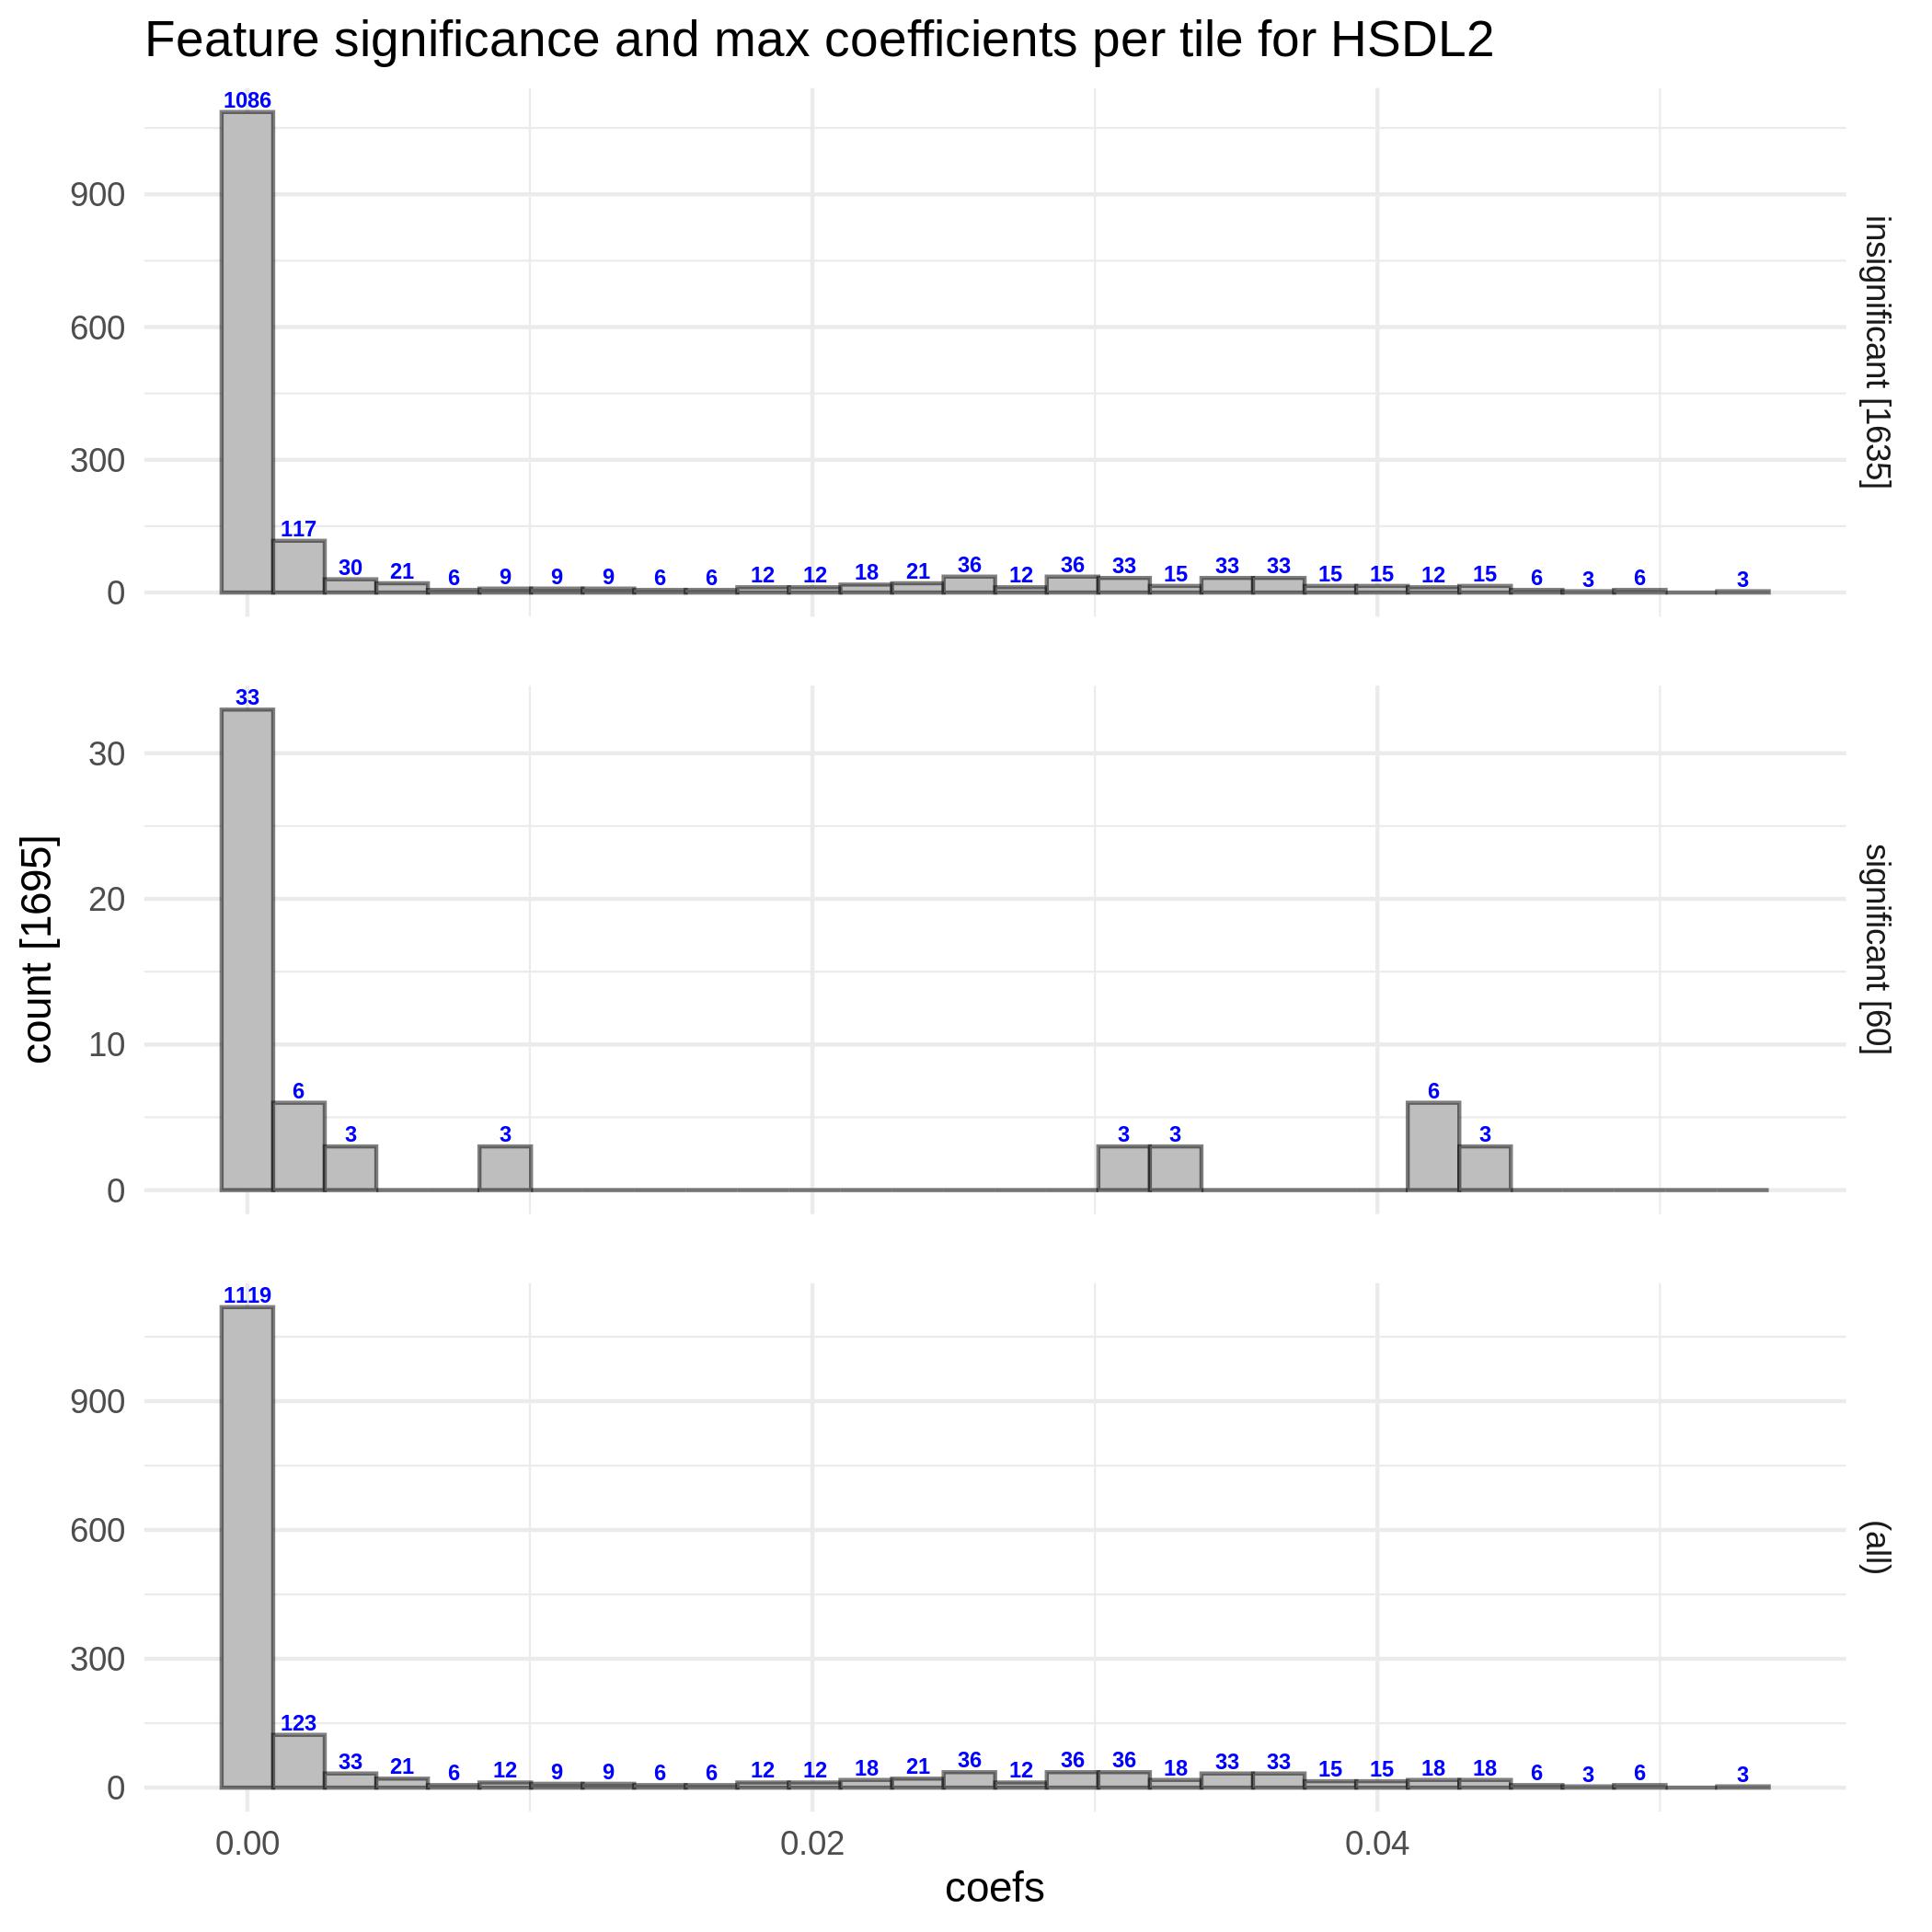 Feature significance and max coefficients per tile for HSDL2
count [1695]
1086
117 30 21 6 9 9 9 6 6 12 12 18 21 36 12 36 33 15 33 33 15 15 12 15 6 3 6 3
900
600
300
0
insignificant [1635]
33
6 3 3 3 3 6 3
30
20
10
0
significant [60]
1119
123 33 21 6 12 9 9 6 6 12 12 18 21 36 12 36 36 18 33 33 15 15 18 18 6 3 6 3
900
600
300
0
(all)
0.00 0.02 0.04
coefs